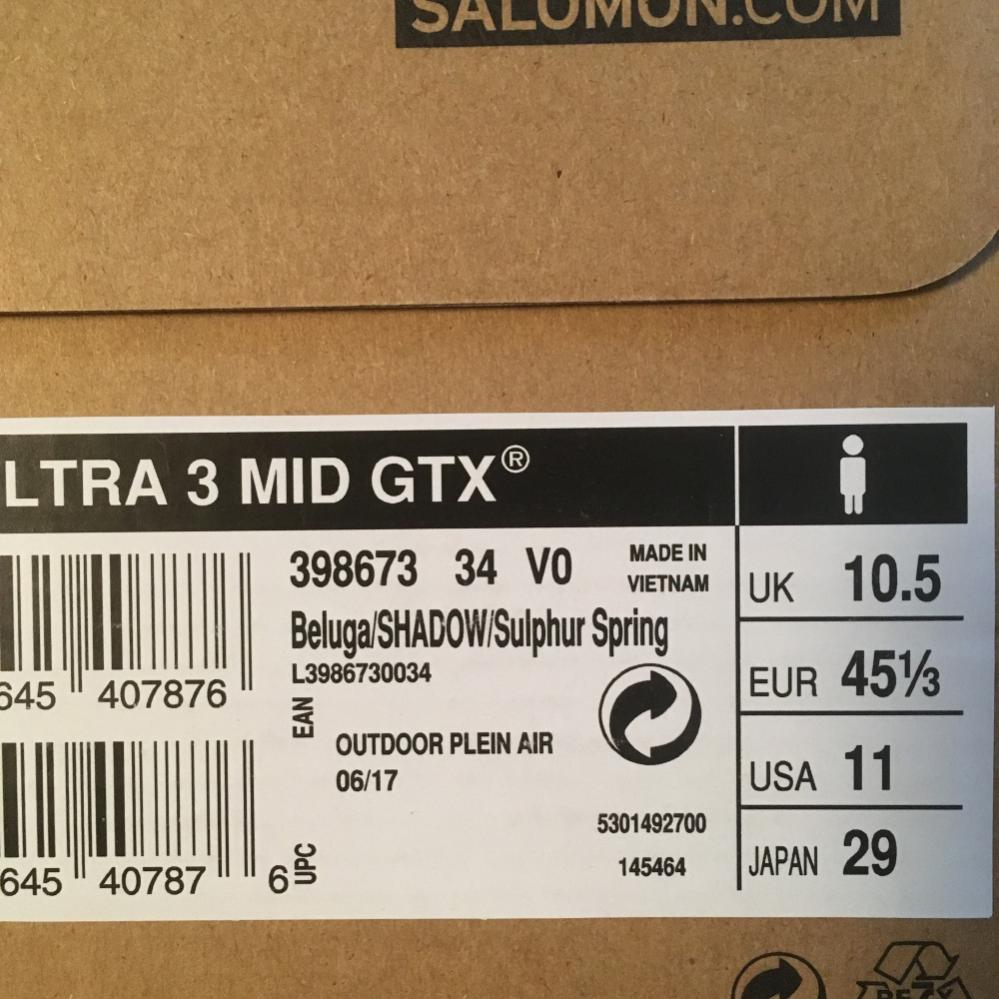 SALOMON.COM
LTRA 3 MID GTX®
398673 34 V0
MADE IN
VIETNAM
Beluga/SHADOW/Sulphur Spring
L3986730034
645 407876
EAN
OUTDOOR PLEIN AIR
06/17
5301492700
145464
645 40787 6
UPC
UK 10.5
EUR 45⅓
USA 11
JAPAN 29